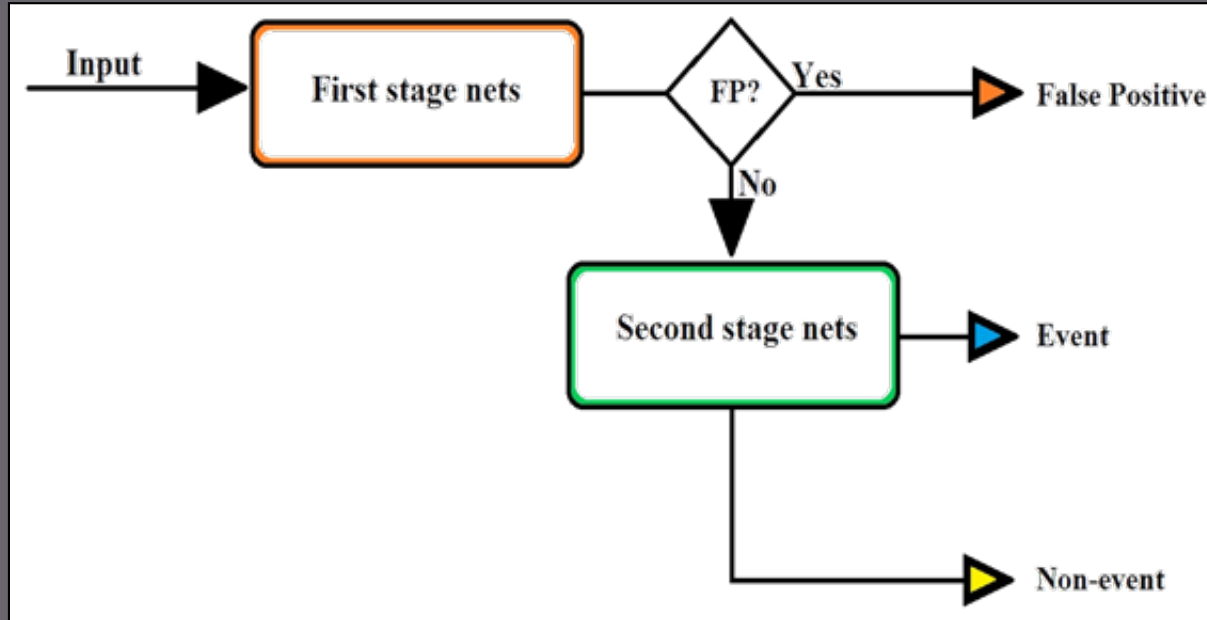 Input
First stage nets
FP?
Yes
False Positive
No
Second stage nets
Event
Non-event